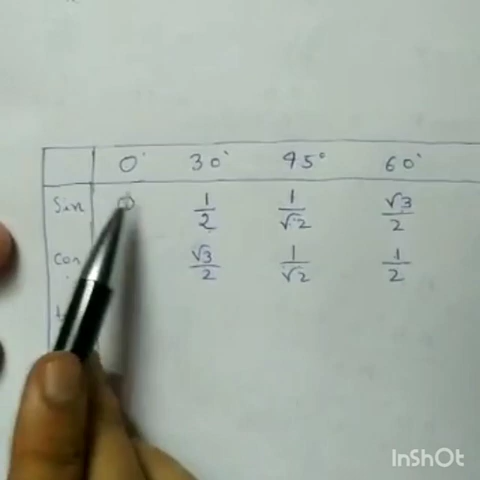 0° 30° 45° 60°
Sin 0 1/2 1/√2 √3/2
Cos √3/2 1/√2 1/2
InShOt